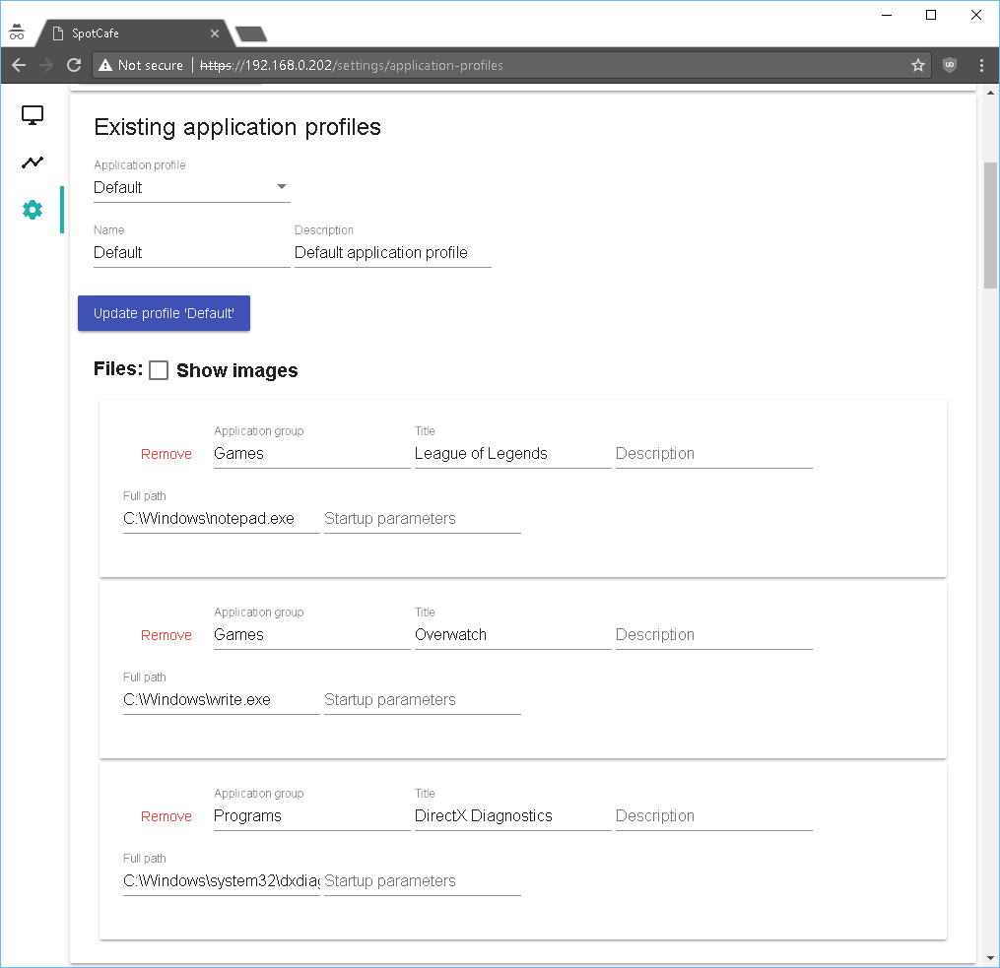 SpotCafe
Not secure | https://192.168.0.202/settings/application-profiles
Existing application profiles
Application profile
Default
Name Description
Default Default application profile
Update profile 'Default'
Files: Show images
Application group Title
Remove Games League of Legends Description
Full path
C:\Windows\notepad.exe Startup parameters
Application group Title
Remove Games Overwatch Description
Full path
C:\Windows\write.exe Startup parameters
Application group Title
Remove Programs DirectX Diagnostics Description
Full path
C:\Windows\system32\dxdiag Startup parameters